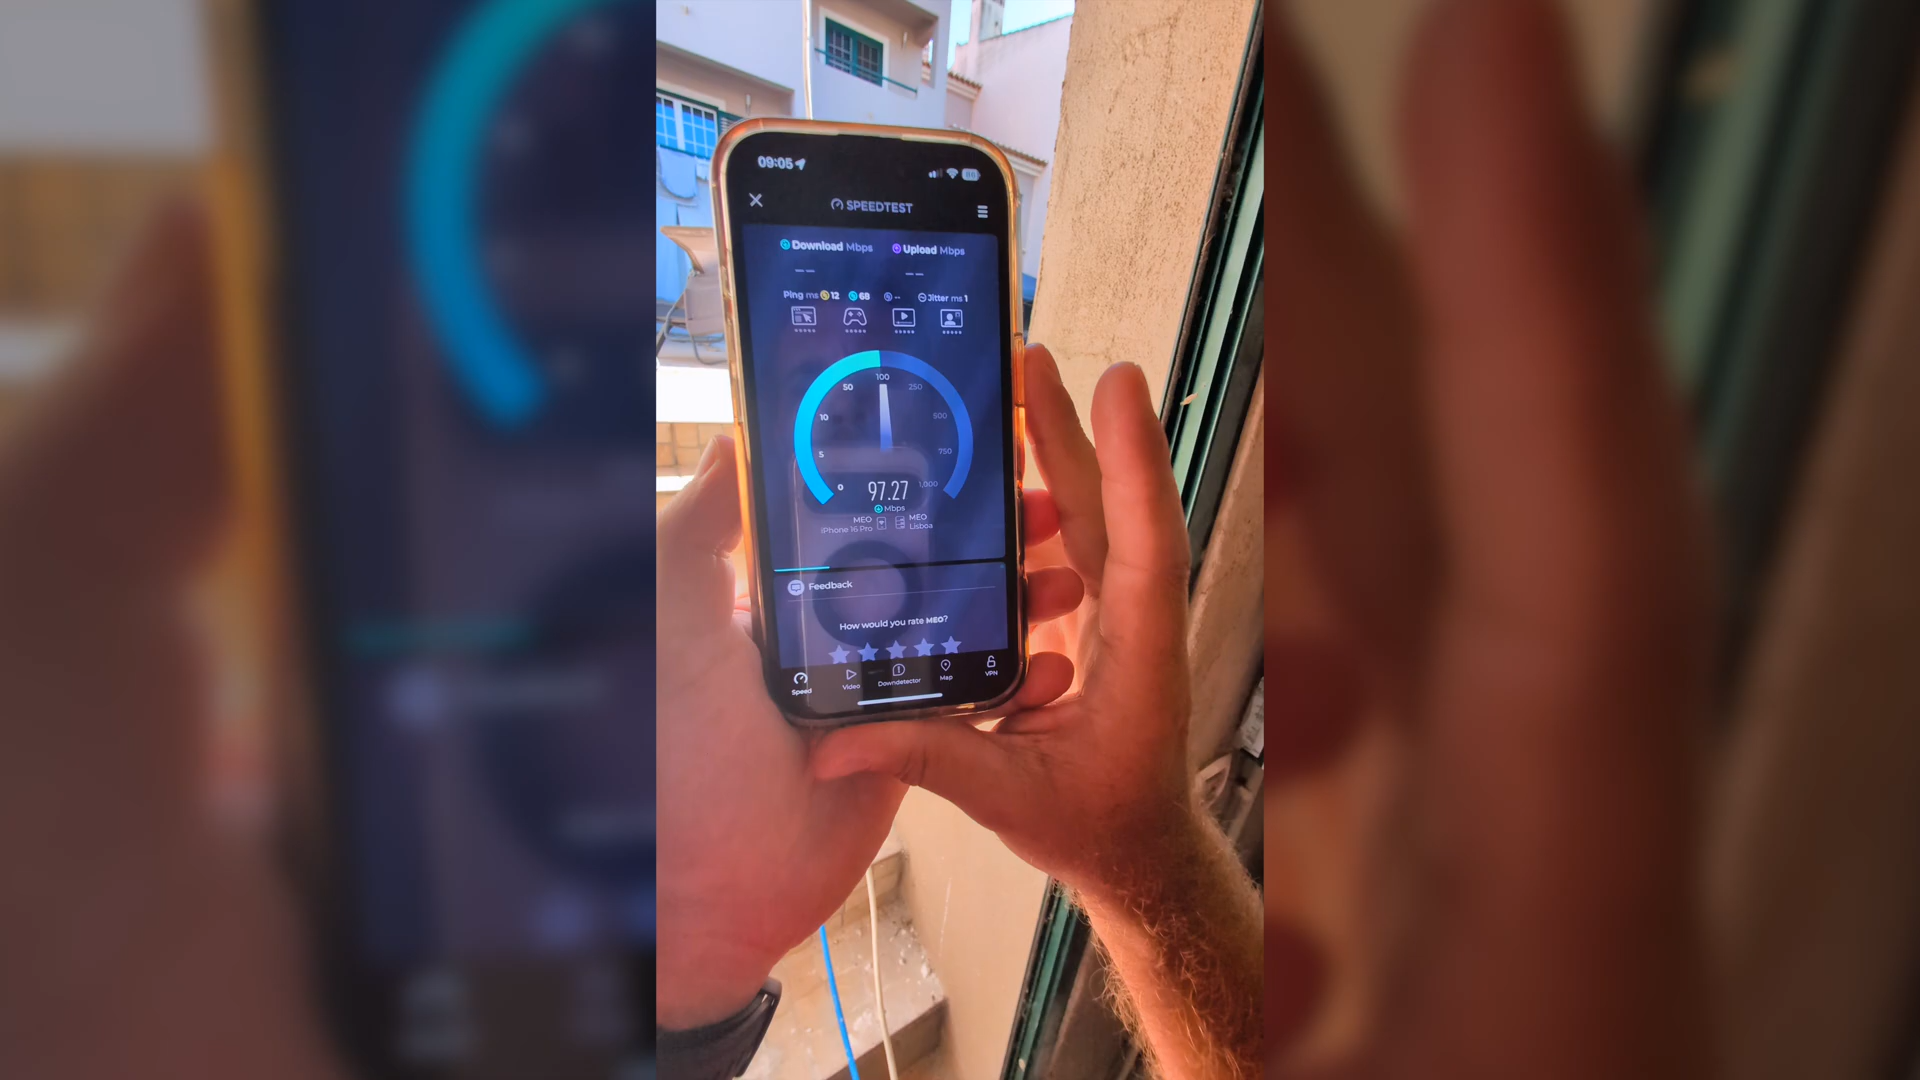 09:05
SPEEDTEST
Download Mbps Upload Mbps
Ping ms 12 68 -- Jitter ms 1
100
50 250
10 500
5 750
0 97.27 1,000
Mbps
MEO MEO
iPhone 16 Pro Lisboa
Feedback
How would you rate MEO?
Speed Video Downdetector Map VPN